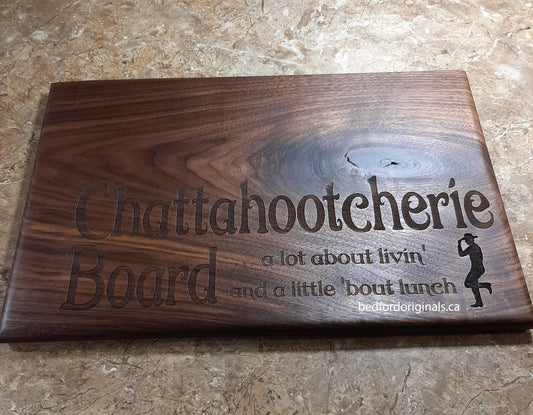 Chattahootcherie
Board ... a lot about livin'
and a little 'bout lunch
bedfordoriginals.ca